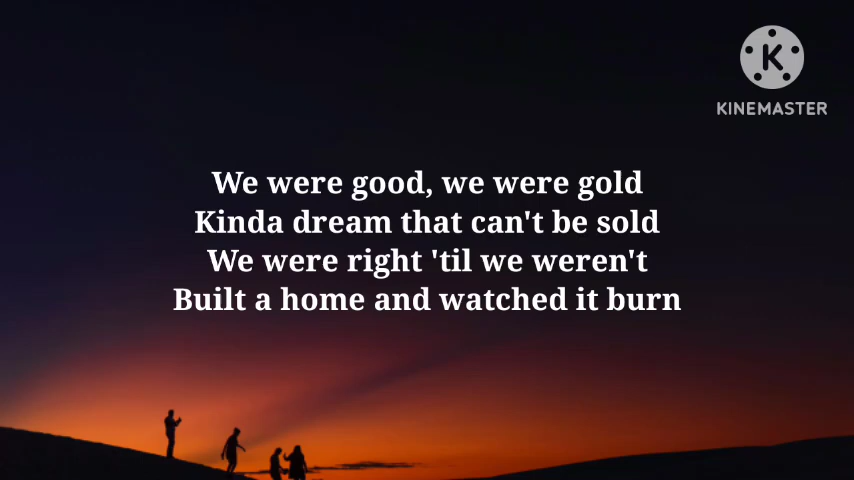 K
KINEMASTER
We were good, we were gold
Kinda dream that can't be sold
We were right 'til we weren't
Built a home and watched it burn